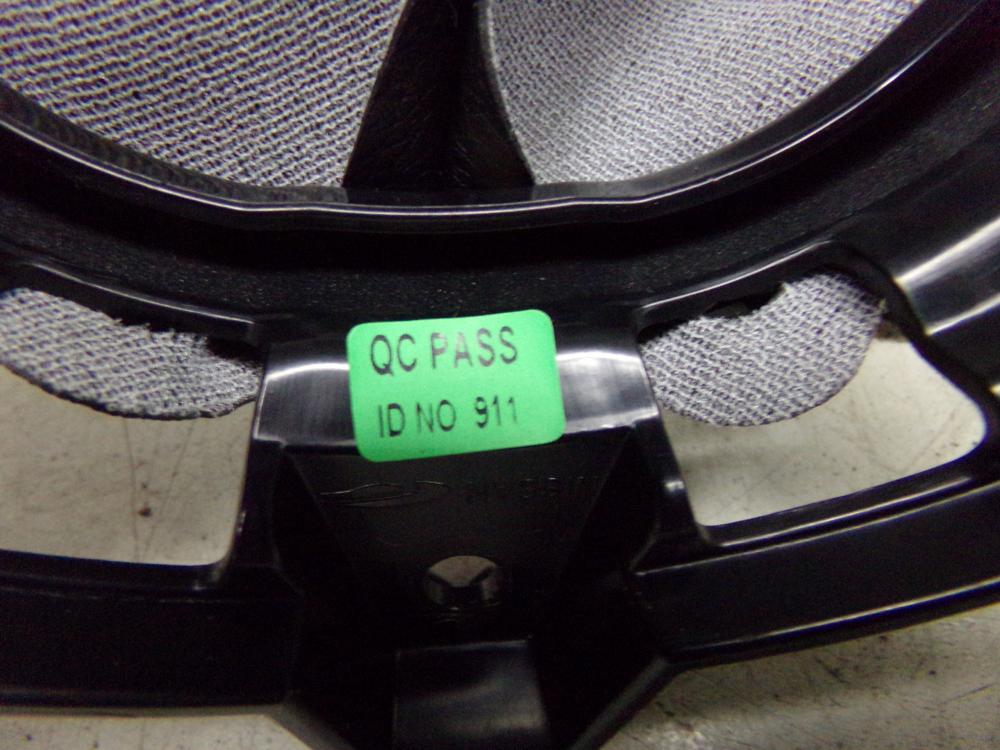 QC PASS
ID NO 911